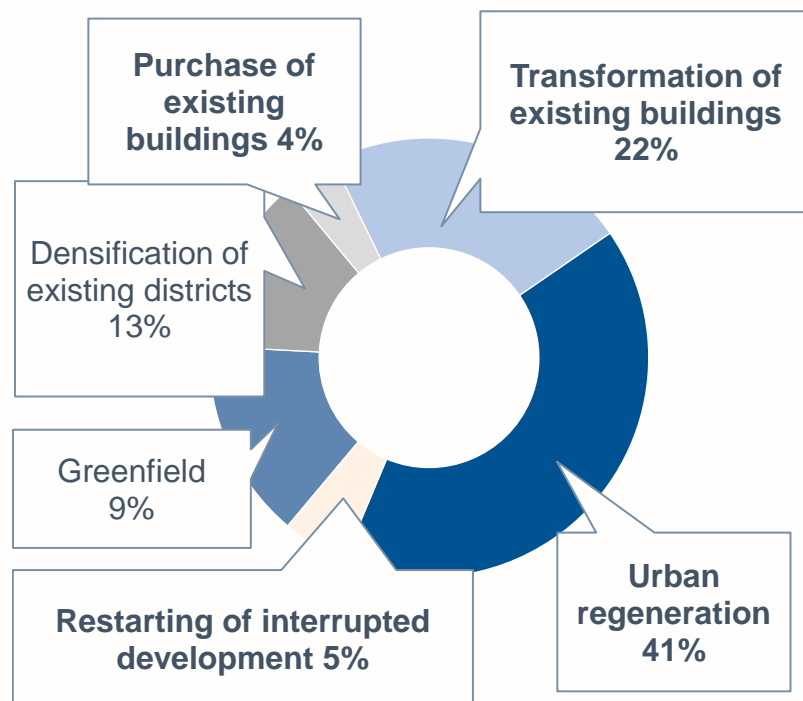 Purchase of
existing
buildings 4%
Transformation of
existing buildings
22%
Densification of
existing districts
13%
Greenfield
9%
Restarting of interrupted
development 5%
Urban
regeneration
41%